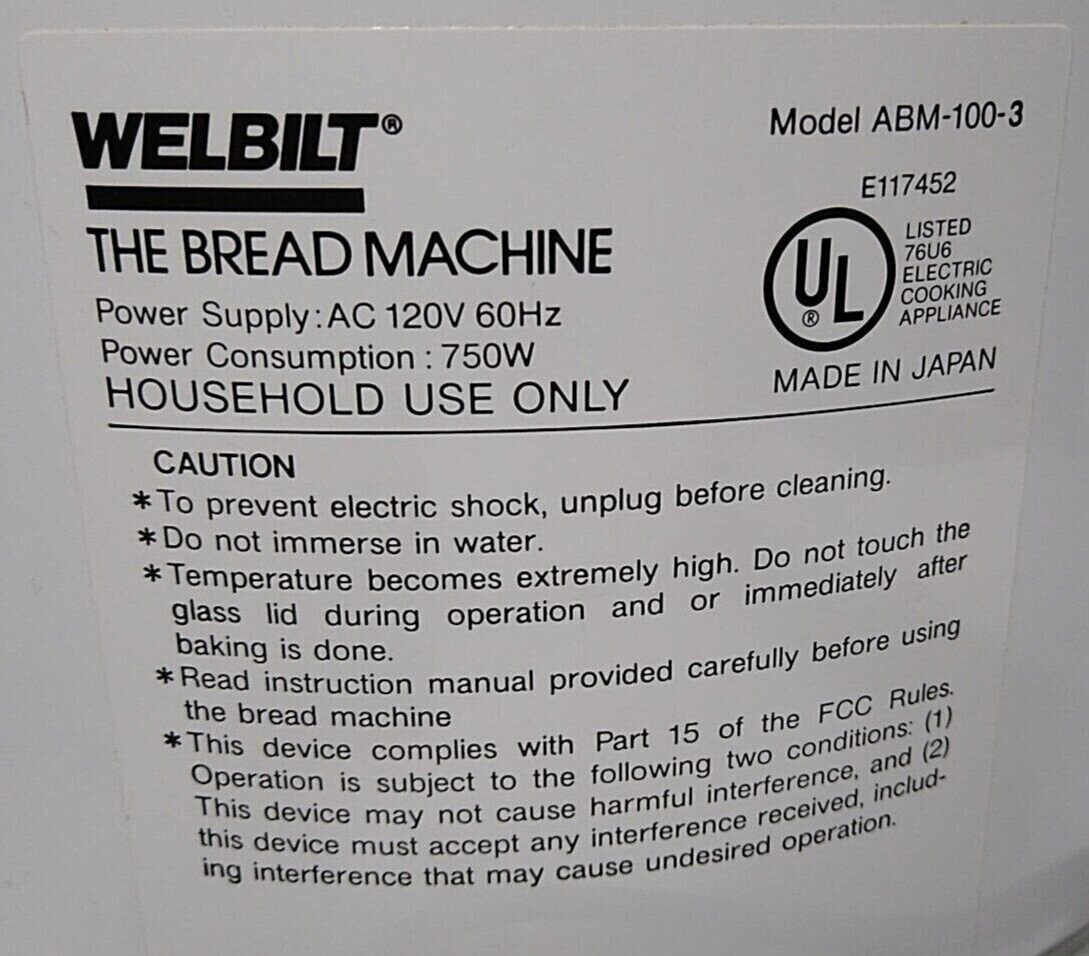 WELBILT®
THE BREAD MACHINE
Power Supply: AC 120V 60Hz
Power Consumption : 750W
HOUSEHOLD USE ONLY
Model ABM-100-3
E117452
UL®
LISTED
76U6
ELECTRIC
COOKING
APPLIANCE
MADE IN JAPAN
CAUTION
*To prevent electric shock, unplug before cleaning.
*Do not immerse in water.
*Temperature becomes extremely high. Do not touch the
glass lid during operation and or immediately after
baking is done.
*Read instruction manual provided carefully before using
the bread machine
*This device complies with Part 15 of the FCC Rules.
Operation is subject to the following two conditions: (1)
This device may not cause harmful interference, and (2)
this device must accept any interference received, includ-
ing interference that may cause undesired operation.